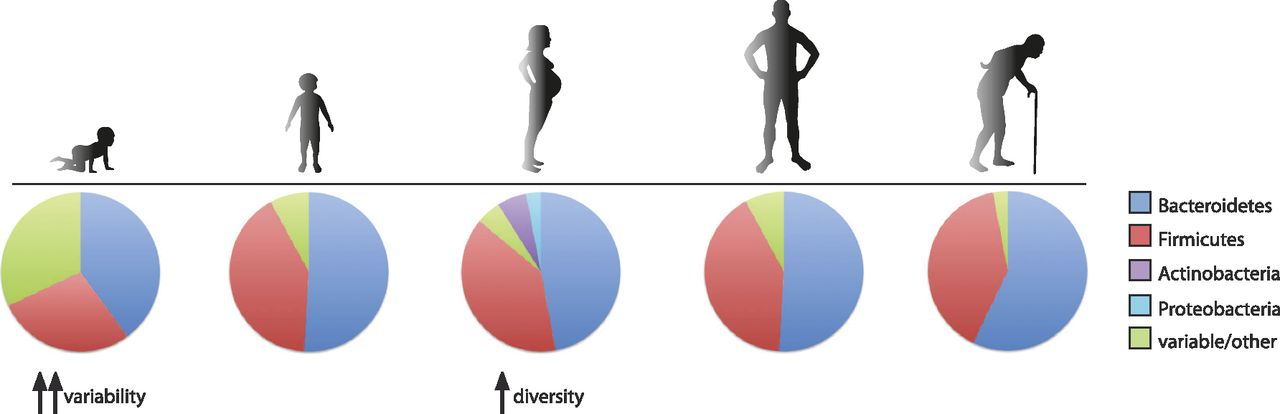 Bacteroidetes
Firmicutes
Actinobacteria
Proteobacteria
variable/other
variability
diversity